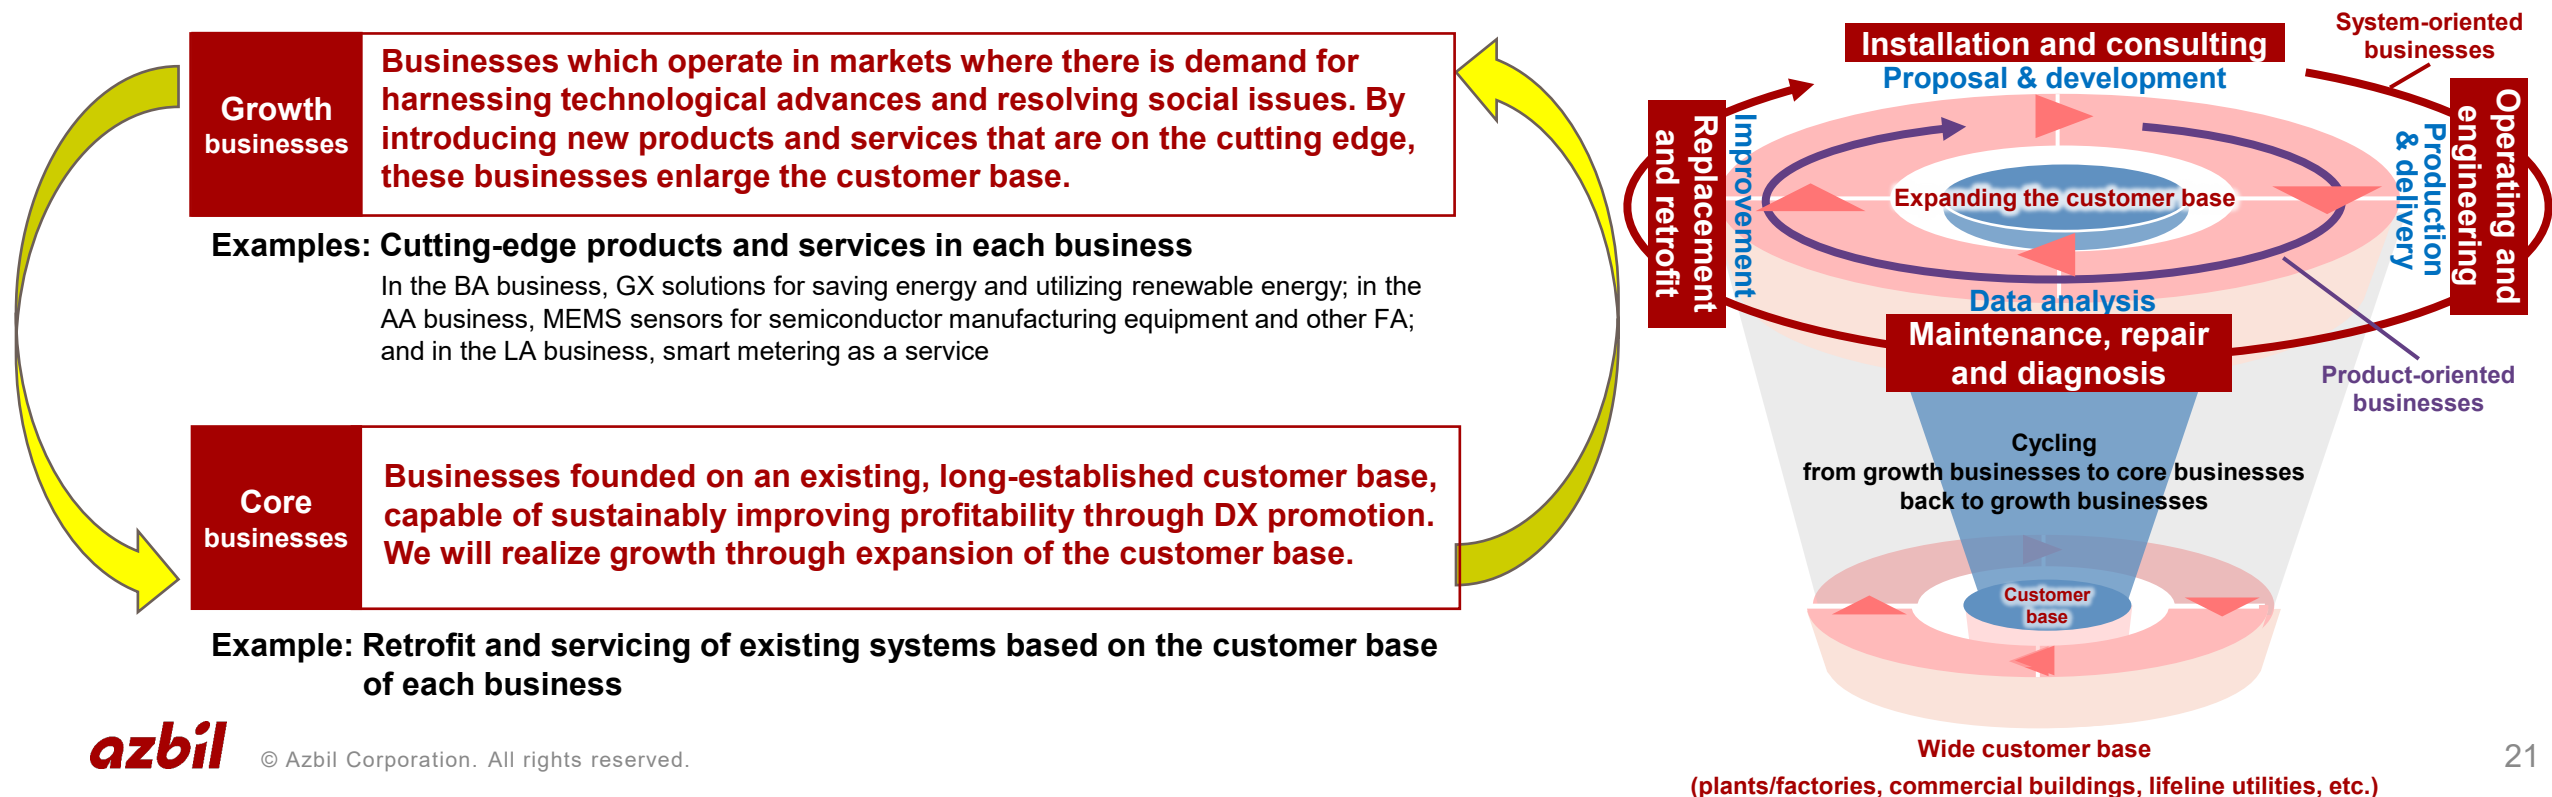 Growth
businesses
Businesses which operate in markets where there is demand for
harnessing technological advances and resolving social issues. By
introducing new products and services that are on the cutting edge,
these businesses enlarge the customer base.
Examples: Cutting-edge products and services in each business
In the BA business, GX solutions for saving energy and utilizing renewable energy; in the
AA business, MEMS sensors for semiconductor manufacturing equipment and other FA;
and in the LA business, smart metering as a service
Core
businesses
Businesses founded on an existing, long-established customer base,
capable of sustainably improving profitability through DX promotion.
We will realize growth through expansion of the customer base.
Example: Retrofit and servicing of existing systems based on the customer base
of each business
System-oriented
businesses
Installation and consulting
Proposal & development
Operating and
engineering
Production
& delivery
Replacement
and retrofit
Improvement
Expanding the customer base
Data analysis
Maintenance, repair
and diagnosis
Product-oriented
businesses
Cycling
from growth businesses to core businesses
back to growth businesses
Customer
base
Wide customer base
(plants/factories, commercial buildings, lifeline utilities, etc.)
azbil
© Azbil Corporation. All rights reserved.
21